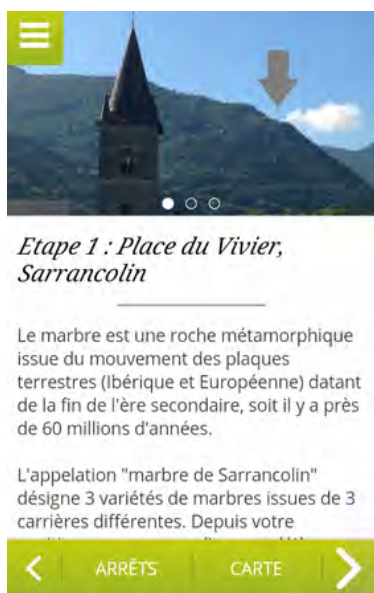 Etape 1 : Place du Vivier,
Sarrancolin
Le marbre est une roche métamorphique
issue du mouvement des plaques
terrestres (Ibérique et Européenne) datant
de la fin de l'ère secondaire, soit il y a près
de 60 millions d'années.
L'appelation "marbre de Sarrancolin"
désigne 3 variétés de marbres issues de 3
carrières différentes. Depuis votre
ARRÊTS
CARTE